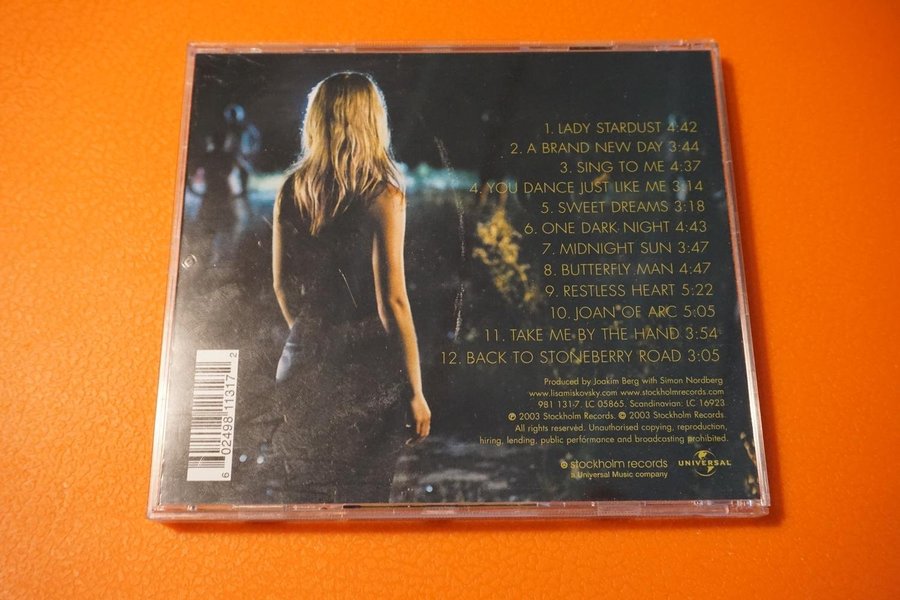 1. LADY STARDUST 4:42
2. A BRAND NEW DAY 3:44
3. SING TO ME 4:37
4. YOU DANCE JUST LIKE ME 3:14
5. SWEET DREAMS 3:18
6. ONE DARK NIGHT 4:43
7. MIDNIGHT SUN 3:47
8. BUTTERFLY MAN 4:47
9. RESTLESS HEART 5:22
10. JOAN OF ARC 5:05
11. TAKE ME BY THE HAND 3:54
12. BACK TO STONEBERRY ROAD 3:05
Produced by Joakim Berg with Simon Nordberg
www.lisamiskovsky.com www.stockholmrecords.com
981 131-7. LC 05865. Scandinavian: LC 16923
℗ 2003 Stockholm Records. © 2003 Stockholm Records.
All rights reserved. Unauthorised copying, reproduction,
hiring, lending, public performance and broadcasting prohibited.
stockholm records
a Universal Music company
UNIVERSAL
6 02498 11317 2